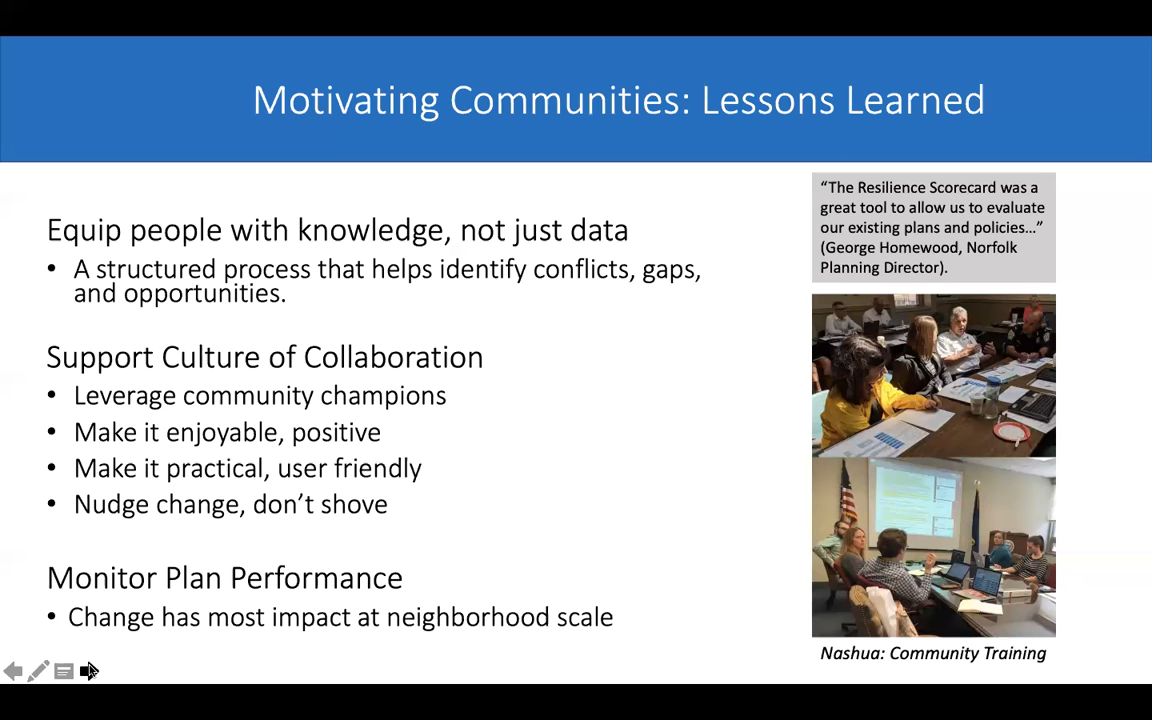 Motivating Communities: Lessons Learned
Equip people with knowledge, not just data
• A structured process that helps identify conflicts, gaps,
and opportunities.
Support Culture of Collaboration
• Leverage community champions
• Make it enjoyable, positive
• Make it practical, user friendly
• Nudge change, don’t shove
Monitor Plan Performance
• Change has most impact at neighborhood scale
“The Resilience Scorecard was a
great tool to allow us to evaluate
our existing plans and policies…”
(George Homewood, Norfolk
Planning Director).
Nashua: Community Training